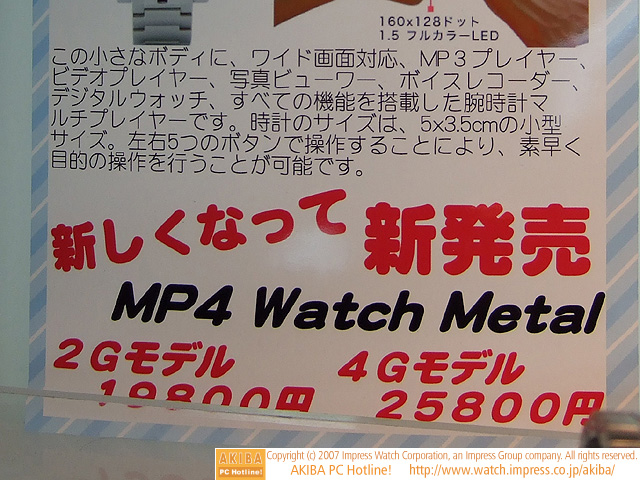 160x128ドット
1.5 フルカラーLED
この小さなボディに、ワイド画面対応、MP3プレイヤー、
ビデオプレイヤー、写真ビューワー、ボイスレコーダー、
デジタルウォッチ、すべての機能を搭載した腕時計マ
ルチプレイヤーです。時計のサイズは、5x3.5cmの小型
サイズ。左右5つのボタンで操作することにより、素早く
目的の操作を行うことが可能です。
新しくなって 新発売
MP4 Watch Metal
2Gモデル 4Gモデル
19800円 25800円
AKIBA
PC Hotline!
Copyright (c) 2007 Impress Watch Corporation, an Impress Group company. All rights reserved.
AKIBA PC Hotline! http://www.watch.impress.co.jp/akiba/